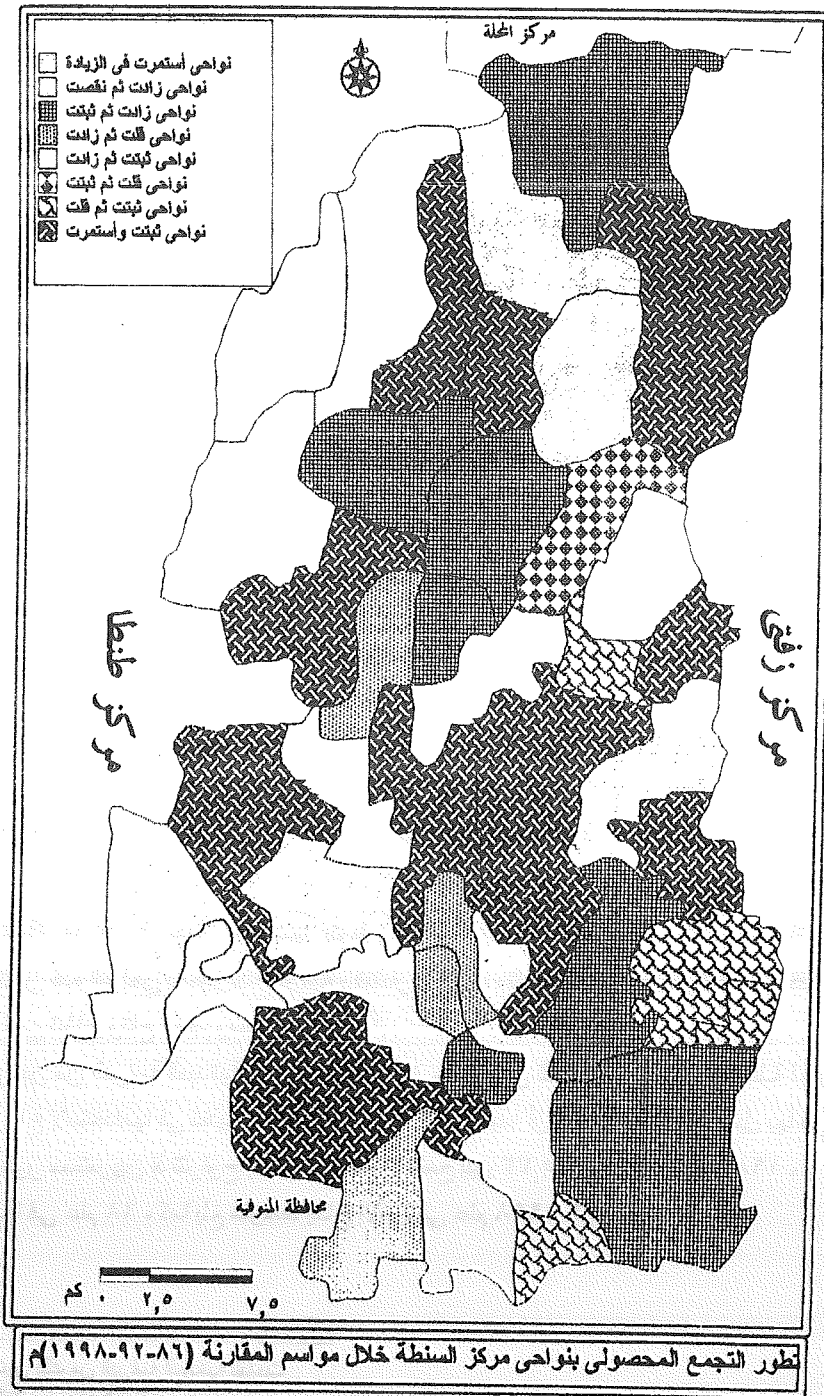 مركز المحلة
نواحى أستمرت فى الزيادة
نواحى زادت ثم نقصت
نواحى زادت ثم ثبتت
نواحى قلت ثم زادت
نواحى ثبتت ثم زادت
نواحى قلت ثم ثبتت
نواحى ثبتت ثم قلت
نواحى ثبتت وأستمرت
مركز زفتى
مركز طنطا
محافظة المنوفية
٠ ٢,٥ ٧,٥ كم
تطور التجمع المحصولى بنواحى مركز السنطة خلال مواسم المقارنة (٨٦-٩٢-١٩٩٨)م